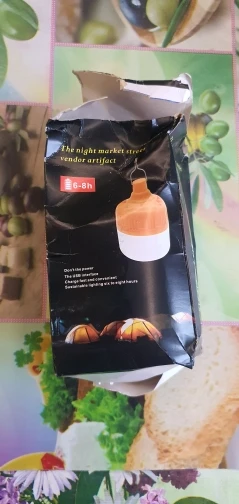 The night market street
vendor artifact
6-8h
Don't the power
The USB interface
Charge fast and convenient
Sustainable lighting six to eight hours